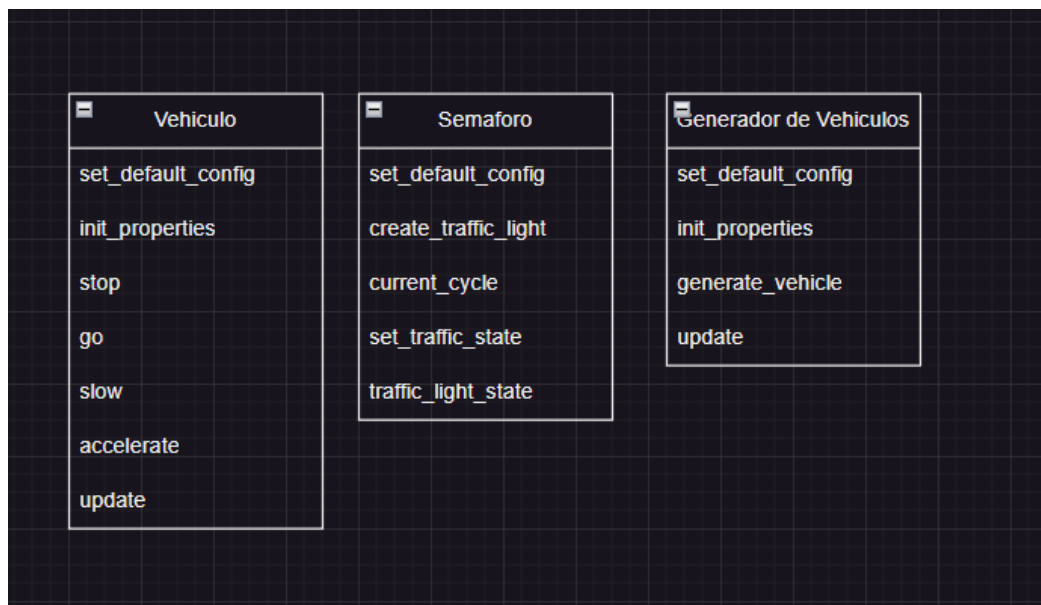 Vehiculo
set_default_config
init_properties
stop
go
slow
accelerate
update
Semaforo
set_default_config
create_traffic_light
current_cycle
set_traffic_state
traffic_light_state
Generador de Vehiculos
set_default_config
init_properties
generate_vehicle
update